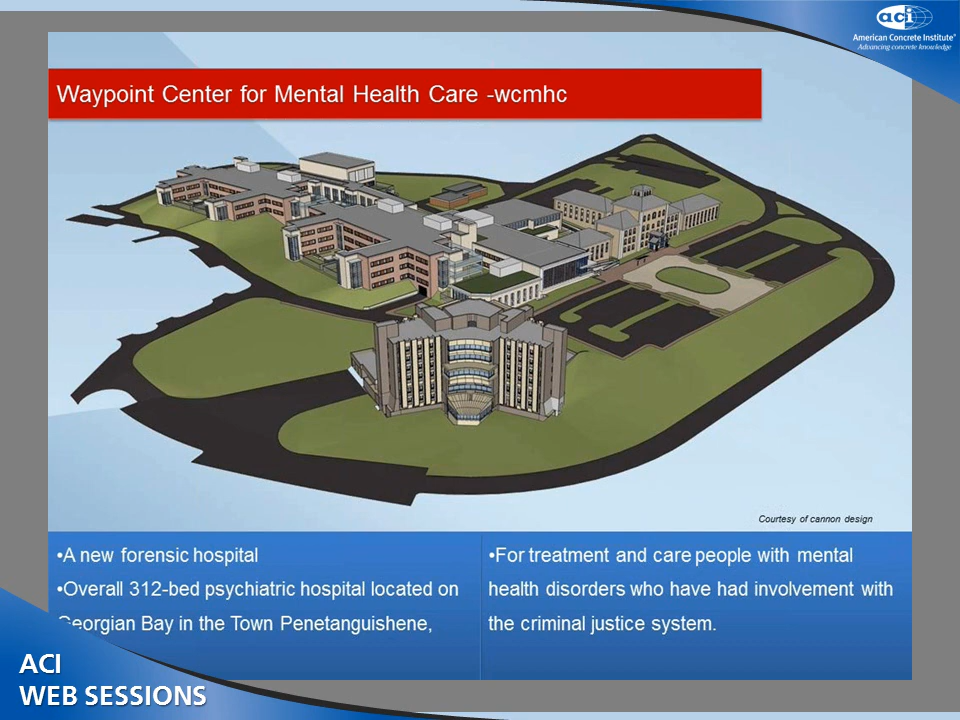 aci
American Concrete Institute®
Advancing concrete knowledge
Waypoint Center for Mental Health Care -wcmhc
Courtesy of cannon design
•A new forensic hospital
•Overall 312-bed psychiatric hospital located on
Georgian Bay in the Town Penetanguishene,
•For treatment and care people with mental
health disorders who have had involvement with
the criminal justice system.
ACI
WEB SESSIONS